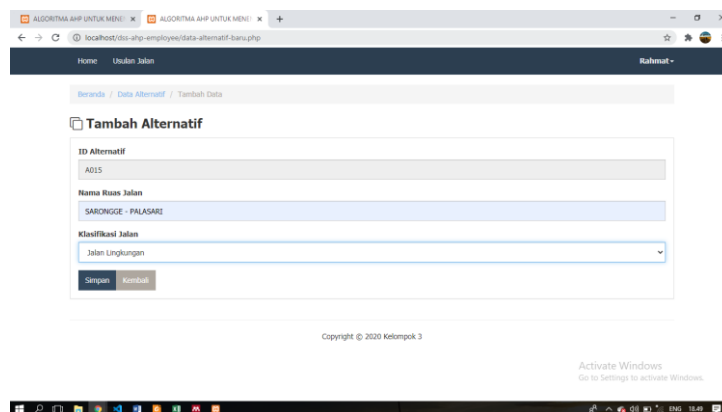 ALGORITMA AHP UNTUK MENE
ALGORITMA AHP UNTUK MENE
localhost/dss-ahp-employee/data-alternatif-baru.php
Home Usulan Jalan Rahmat
Beranda / Data Alternatif / Tambah Data
Tambah Alternatif
ID Alternatif
A015
Nama Ruas Jalan
SARONGGE - PALASARI
Klasifikasi Jalan
Jalan Lingkungan
Simpan Kembali
Copyright © 2020 Kelompok 3
Activate Windows
Go to Settings to activate Windows.
ENG 18.49